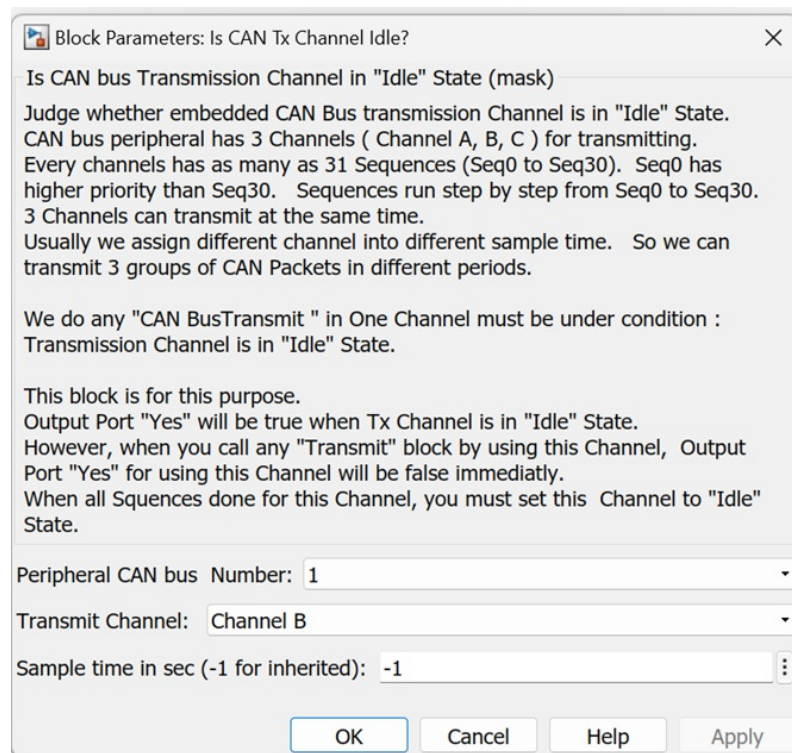 Block Parameters: Is CAN Tx Channel Idle?
Is CAN bus Transmission Channel in "Idle" State (mask)
Judge whether embedded CAN Bus transmission Channel is in "Idle" State.
CAN bus peripheral has 3 Channels ( Channel A, B, C ) for transmitting.
Every channels has as many as 31 Sequences (Seq0 to Seq30).  Seq0 has
higher priority than Seq30.   Sequences run step by step from Seq0 to Seq30.
3 Channels can transmit at the same time.
Usually we assign different channel into different sample time.   So we can
transmit 3 groups of CAN Packets in different periods.
We do any "CAN BusTransmit " in One Channel must be under condition :
Transmission Channel is in "Idle" State.
This block is for this purpose.
Output Port "Yes" will be true when Tx Channel is in "Idle" State.
However, when you call any "Transmit" block by using this Channel,  Output
Port "Yes" for using this Channel will be false immediatly.
When all Squences done for this Channel, you must set this  Channel to "Idle"
State.
Peripheral CAN bus  Number: 1
Transmit Channel: Channel B
Sample time in sec (-1 for inherited): -1
OK Cancel Help Apply